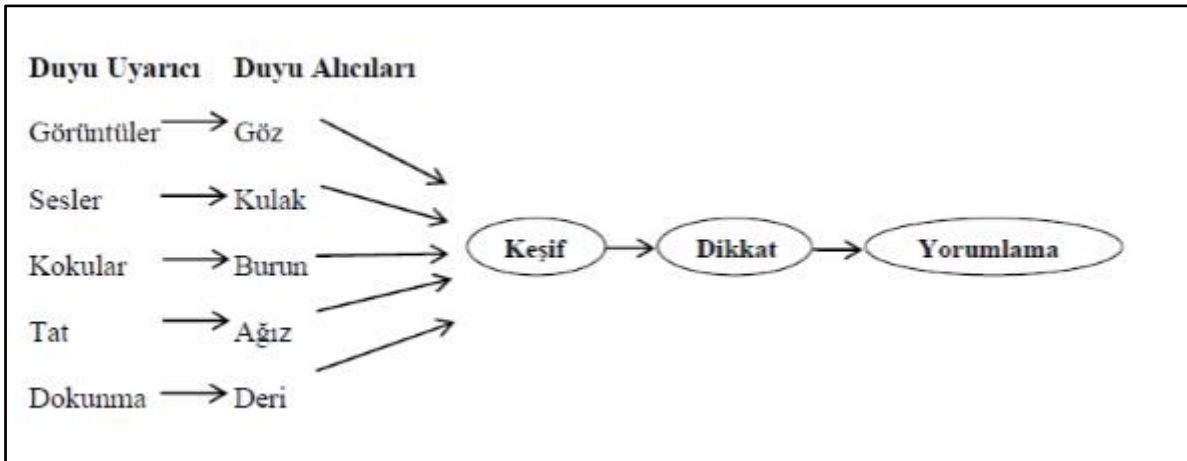 Duyu Uyarıcı Duyu Alıcıları
Görüntüler Göz
Sesler Kulak
Kokular Burun
Keşif Dikkat Yorumlama
Tat Ağız
Dokunma Deri